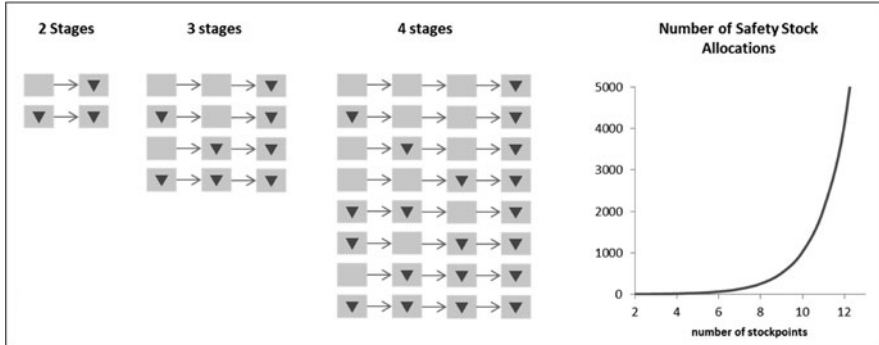 2 Stages
3 stages
4 stages
Number of Safety Stock
Allocations
5000
4000
3000
2000
1000
0
2 4 6 8 10 12
number of stockpoints